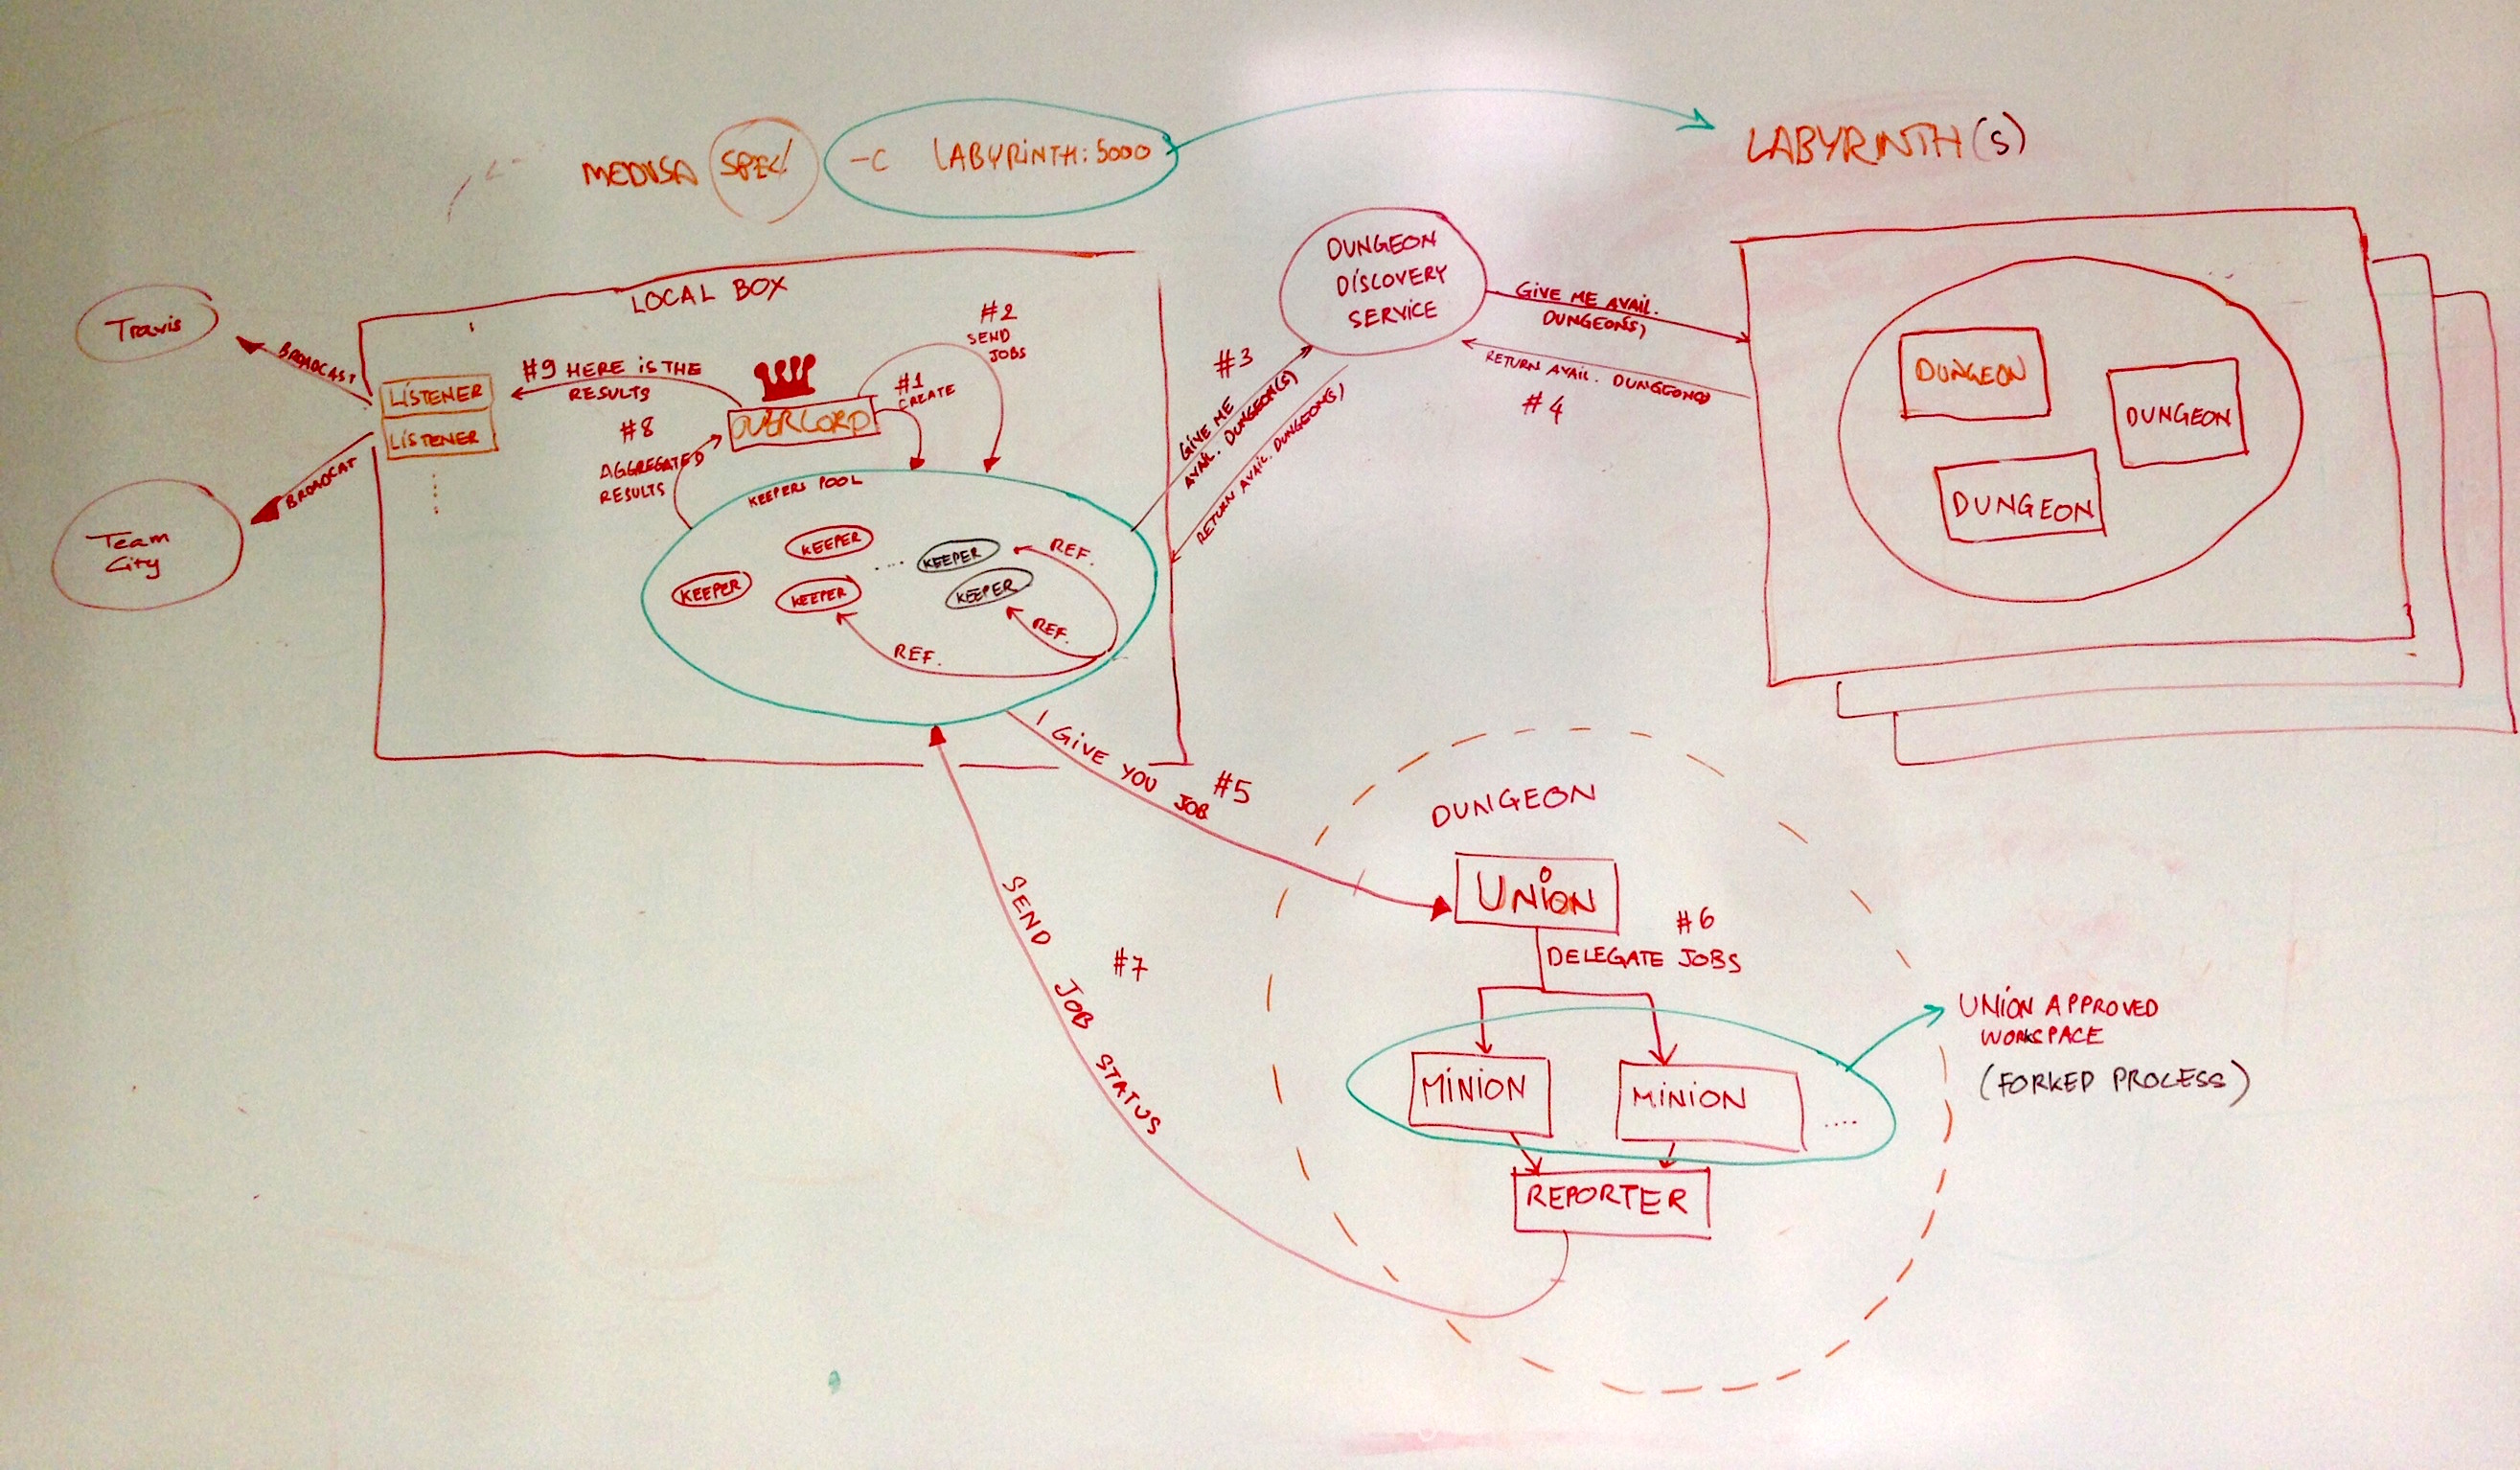 MEDUSA SPEC/ -C LABYRINTH:5000
LABYRINTH(S)
LOCAL BOX
Travis
BROADCAST
LISTENER
LISTENER
BROADCAT
Team
City
#9 HERE IS THE
RESULTS
OVERLORD
#1
CREATE
#2
SEND
JOBS
#8
AGGREGATED
RESULTS
KEEPERS POOL
KEEPER
KEEPER
KEEPER
....
KEEPER
KEEPER
REF.
REF.
REF.
#3
GIVE ME
AVAIL. DUNGEON(S)
RETURN AVAIL. DUNGEON(S)
DUNGEON
DISCOVERY
SERVICE
GIVE ME AVAIL.
DUNGEON(S)
RETURN AVAIL. DUNGEON(S)
#4
DUNGEON
DUNGEON
DUNGEON
I GIVE YOU JOB
#5
DUNGEON
UNION
#6
DELEGATE JOBS
MINION
MINION
....
REPORTER
UNION APPROVED
WORKSPACE
(FORKED PROCESS)
#7
SEND JOB STATUS